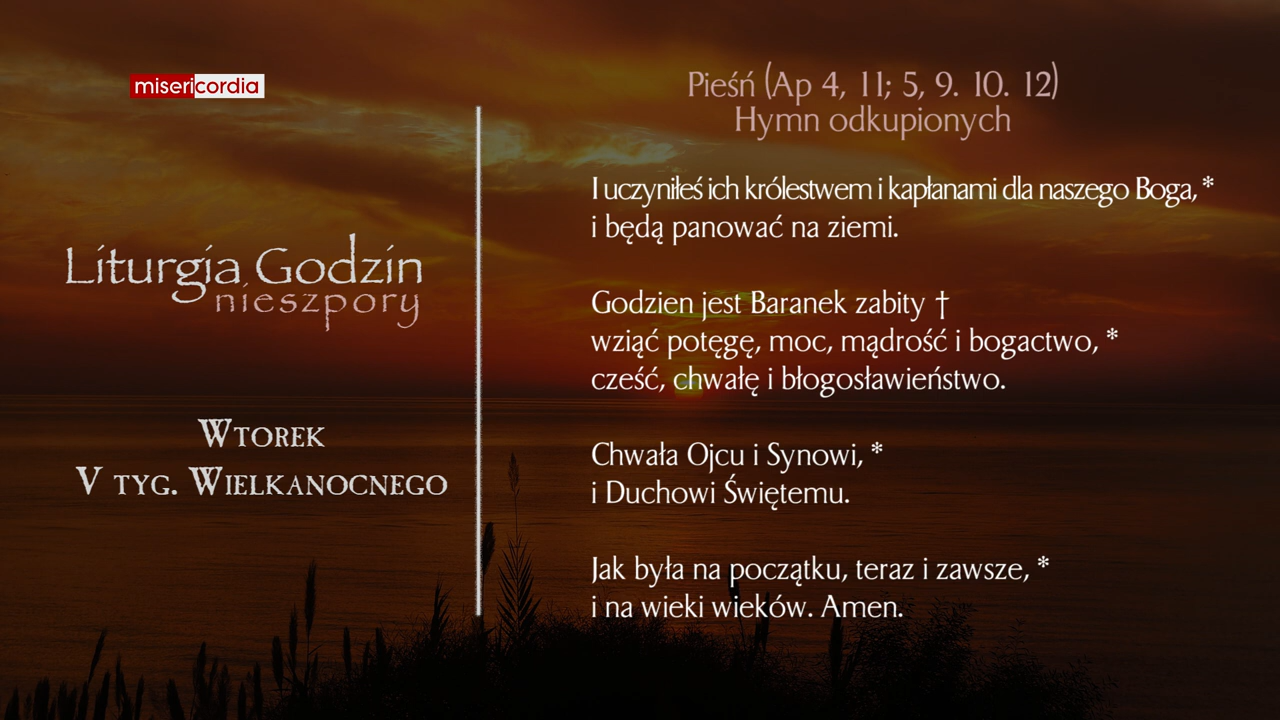 misericordia
Liturgia Godzin
nieszpory
Wtorek
V tyg. Wielkanocnego
Pieśń (Ap 4, 11; 5, 9. 10. 12)
Hymn odkupionych
I uczyniłeś ich królestwem i kapłanami dla naszego Boga, *
i będą panować na ziemi.
Godzien jest Baranek zabity †
wziąć potęgę, moc, mądrość i bogactwo, *
cześć, chwałę i błogosławieństwo.
Chwała Ojcu i Synowi, *
i Duchowi Świętemu.
Jak była na początku, teraz i zawsze, *
i na wieki wieków. Amen.